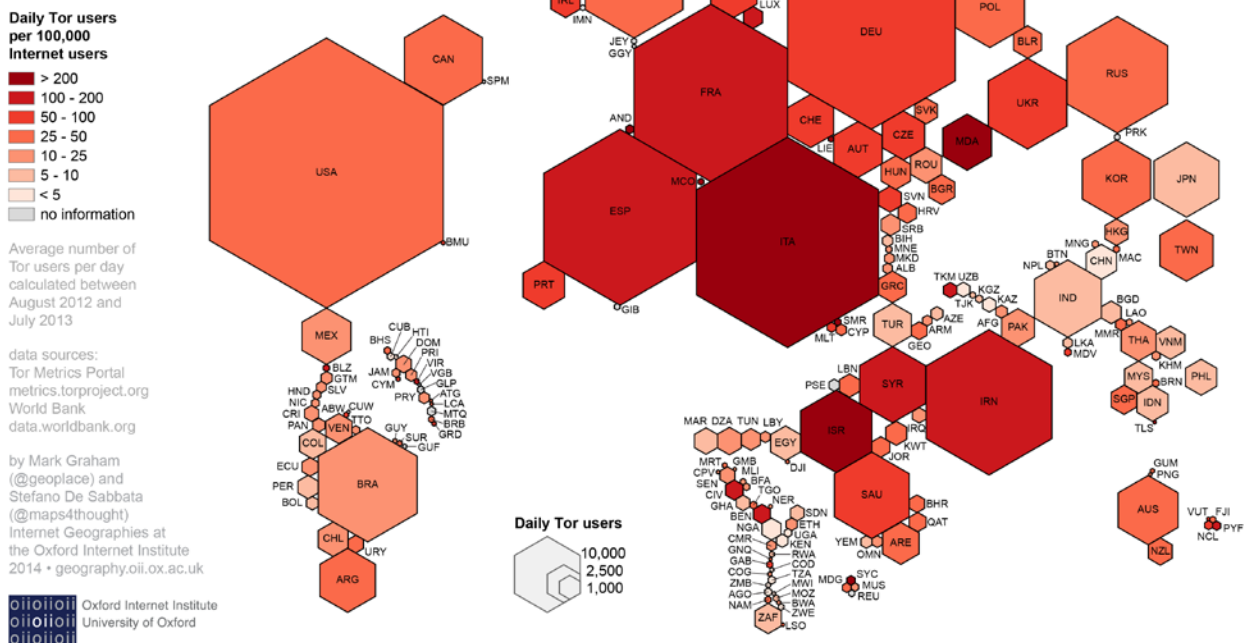 Daily Tor users
per 100,000
Internet users
> 200
100 - 200
50 - 100
25 - 50
10 - 25
5 - 10
< 5
no information
Average number of
Tor users per day
calculated between
August 2012 and
July 2013
data sources:
Tor Metrics Portal
metrics.torproject.org
World Bank
data.worldbank.org
by Mark Graham
(@geoplace) and
Stefano De Sabbata
(@maps4thought)
Internet Geographies at
the Oxford Internet Institute
2014 • geography.oii.ox.ac.uk
oiioiioii
oiioiioii
oiioiioii
Oxford Internet Institute
University of Oxford
CAN
SPM
USA
BMU
MEX
BLZ
GTM
SLV
HND
NIC
CRI
PAN
ABW
CUW
TTO
VEN
COL
GUY
SUR
GUF
ECU
PER
BOL
BRA
CHL
URY
ARG
CUB
BHS
HTI
DOM
PRI
VIR
VGB
JAM
CYM
GLP
PRY
ATG
LCA
MTQ
BRB
GRD
IRL
IMN
JEY
GGY
LUX
DEU
POL
BLR
RUS
FRA
UKR
PRK
AND
CHE
LIE
AUT
SVK
CZE
MDA
HUN
ROU
BGR
MCO
ESP
ITA
PRT
GIB
SVN
HRV
SRB
BIH
MNE
MKD
ALB
GRC
TUR
SMR
MLT
CYP
AZE
ARM
GEO
KOR
JPN
HKG
TWN
MNG
CHN
MAC
BTN
NPL
IND
TKM
UZB
KGZ
TJK
KAZ
AFG
PAK
BGD
LAO
MMR
THA
VNM
KHM
LKA
MDV
MYS
BRN
PHL
SGP
IDN
TLS
LBN
PSE
SYR
IRN
ISR
IRQ
KWT
JOR
SAU
BHR
QAT
YEM
OMN
ARE
MAR
DZA
TUN
LBY
EGY
DJI
MRT
GMB
CPV
MLI
SEN
BFA
CIV
TGO
GHA
NER
BEN
SDN
NGA
ETH
UGA
CMR
KEN
GNQ
RWA
GAB
COD
COG
TZA
ZMB
MWI
AGO
MOZ
NAM
BWA
ZWE
ZAF
LSO
MDG
SYC
MUS
REU
GUM
PNG
AUS
NZL
VUT
FJI
PYF
NCL
Daily Tor users
10,000
2,500
1,000